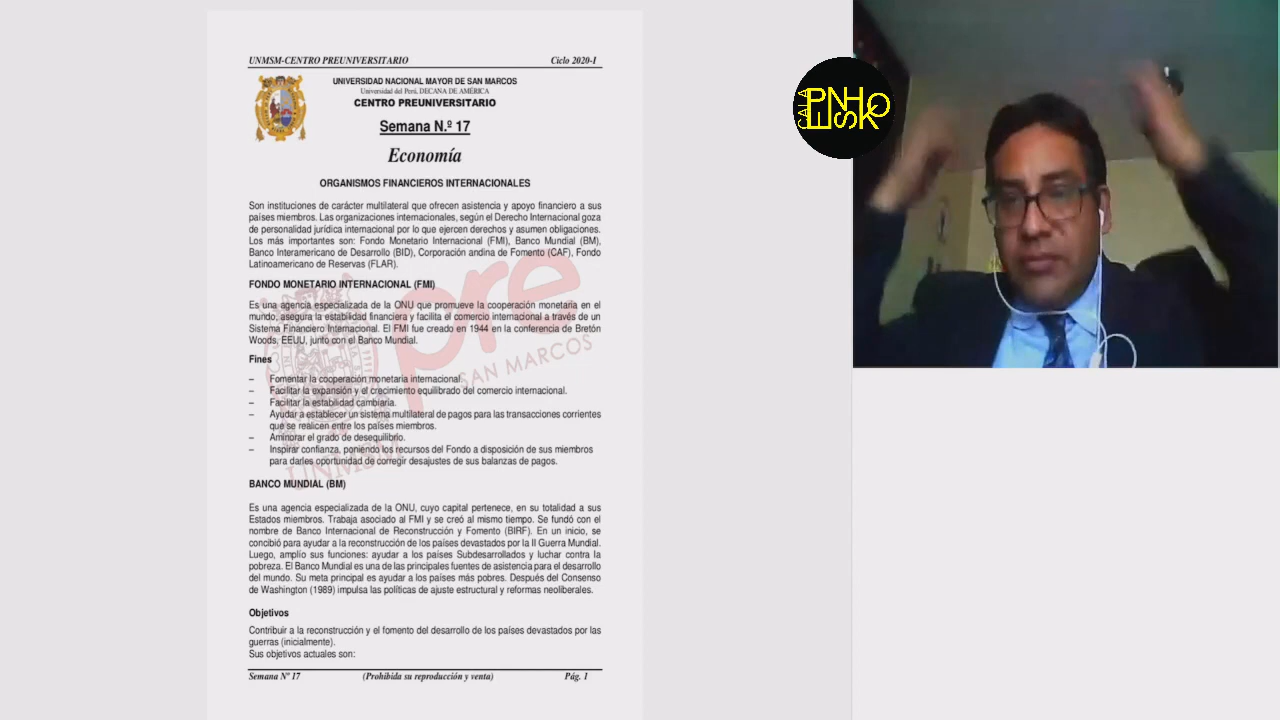 UNMSM-CENTRO PREUNIVERSITARIO Ciclo 2020-I
UNIVERSIDAD NACIONAL MAYOR DE SAN MARCOS
Universidad del Perú, DECANA DE AMÉRICA
CENTRO PREUNIVERSITARIO
Semana N.º 17
Economía
ORGANISMOS FINANCIEROS INTERNACIONALES
Son instituciones de carácter multilateral que ofrecen asistencia y apoyo financiero a sus
países miembros. Las organizaciones internacionales, según el Derecho Internacional goza
de personalidad jurídica internacional por lo que ejercen derechos y asumen obligaciones.
Los más importantes son: Fondo Monetario Internacional (FMI), Banco Mundial (BM),
Banco Interamericano de Desarrollo (BID), Corporación andina de Fomento (CAF), Fondo
Latinoamericano de Reservas (FLAR).
FONDO MONETARIO INTERNACIONAL (FMI)
Es una agencia especializada de la ONU que promueve la cooperación monetaria en el
mundo, asegura la estabilidad financiera y facilita el comercio internacional a través de un
Sistema Financiero Internacional. El FMI fue creado en 1944 en la conferencia de Bretón
Woods, EEUU, junto con el Banco Mundial.
Fines
– Fomentar la cooperación monetaria internacional.
– Facilitar la expansión y el crecimiento equilibrado del comercio internacional.
– Facilitar la estabilidad cambiaria.
– Ayudar a establecer un sistema multilateral de pagos para las transacciones corrientes
que se realicen entre los países miembros.
– Aminorar el grado de desequilibrio.
– Inspirar confianza, poniendo los recursos del Fondo a disposición de sus miembros
para darles oportunidad de corregir desajustes de sus balanzas de pagos.
BANCO MUNDIAL (BM)
Es una agencia especializada de la ONU, cuyo capital pertenece, en su totalidad a sus
Estados miembros. Trabaja asociado al FMI y se creó al mismo tiempo. Se fundó con el
nombre de Banco Internacional de Reconstrucción y Fomento (BIRF). En un inicio, se
concibió para ayudar a la reconstrucción de los países devastados por la II Guerra Mundial.
Luego, amplío sus funciones: ayudar a los países Subdesarrollados y luchar contra la
pobreza. El Banco Mundial es una de las principales fuentes de asistencia para el desarrollo
del mundo. Su meta principal es ayudar a los países más pobres. Después del Consenso
de Washington (1989) impulsa las políticas de ajuste estructural y reformas neoliberales.
Objetivos
Contribuir a la reconstrucción y el fomento del desarrollo de los países devastados por las
guerras (inicialmente).
Sus objetivos actuales son:
Semana Nº 17 (Prohibida su reproducción y venta) Pág. 1
pre
SAN MARCOS
UNMSM
CALA